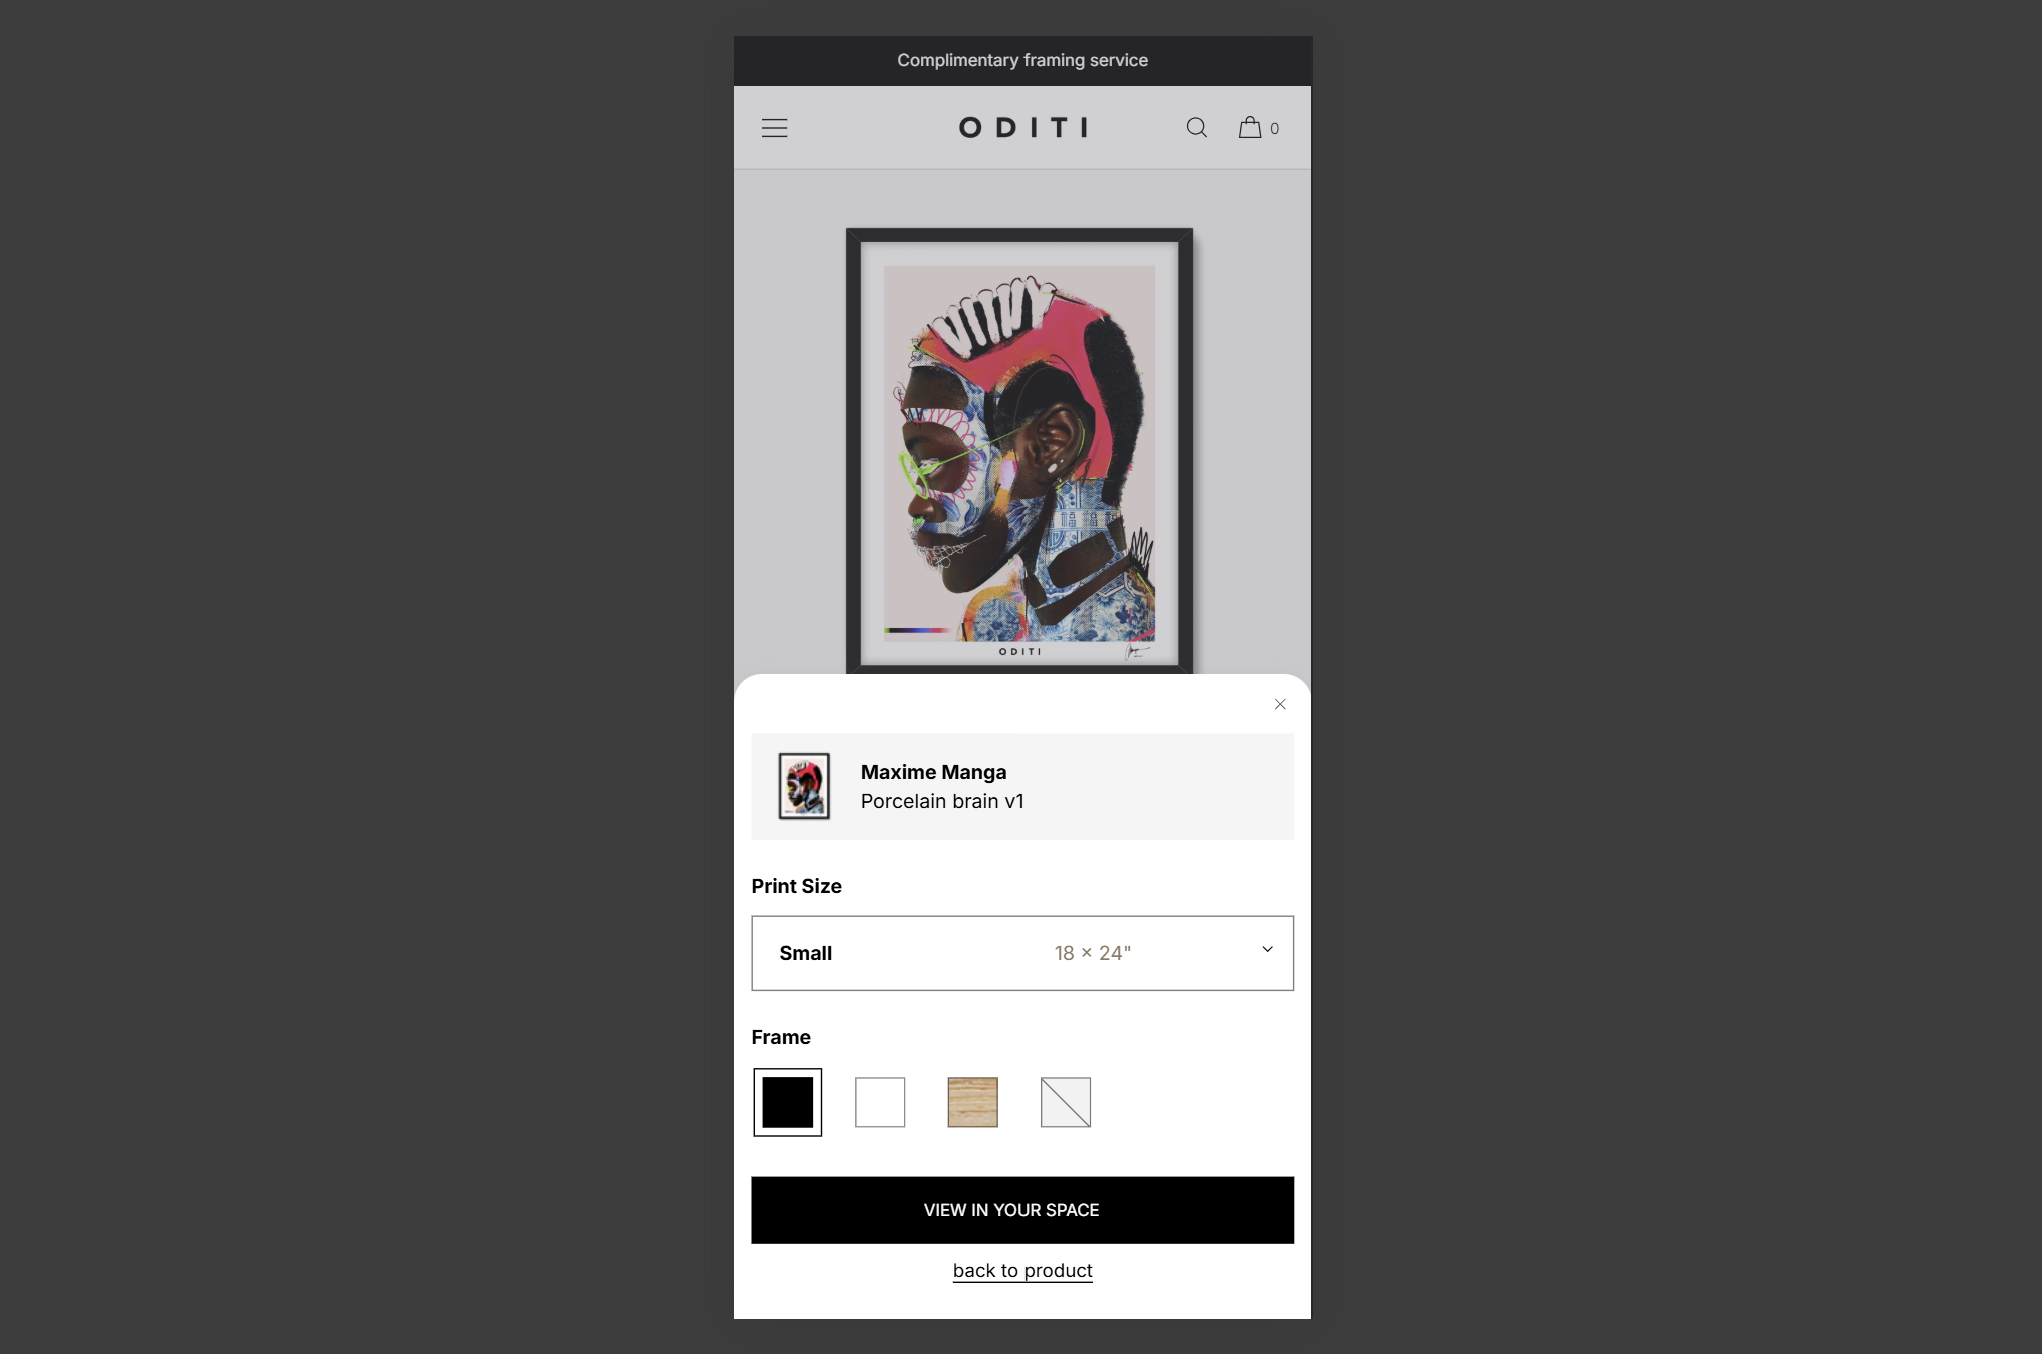 Complimentary framing service
ODITI
0
ODITI
Maxime Manga
Porcelain brain v1
Print Size
Small 18 × 24"
Frame
VIEW IN YOUR SPACE
back to product